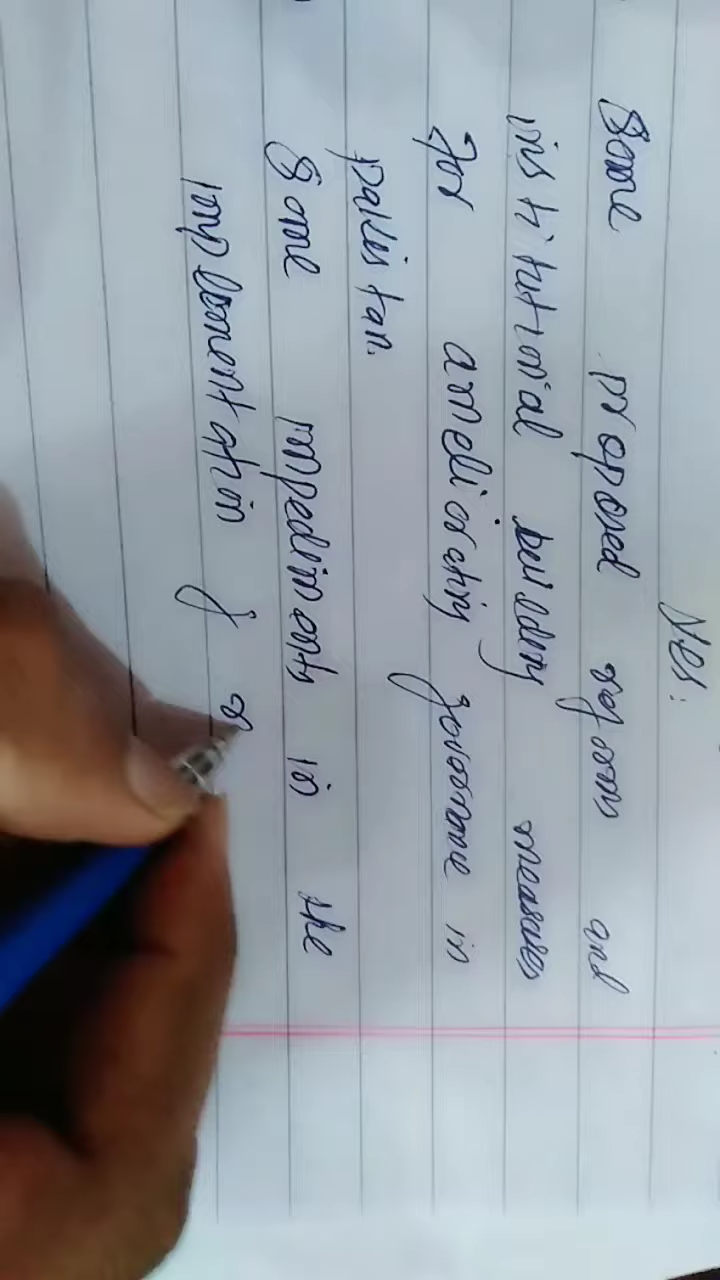 Yes:
Some proposed reforms and
institutional building measures
for ameliorating governance in
pakistan.
Some impediments in the
implementation of